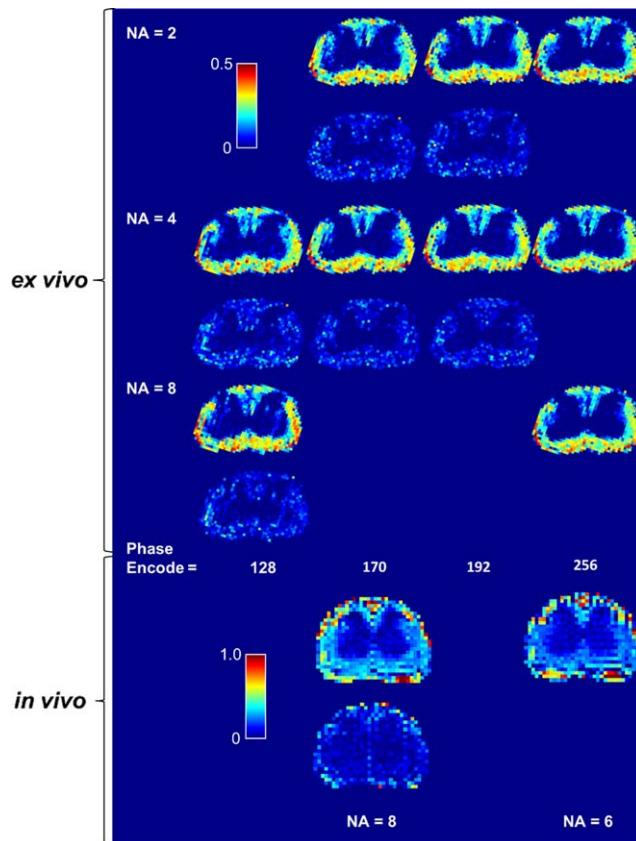 NA = 2
0.5
0
NA = 4
ex vivo
NA = 8
Phase
Encode = 128 170 192 256
1.0
in vivo
0
NA = 8 NA = 6